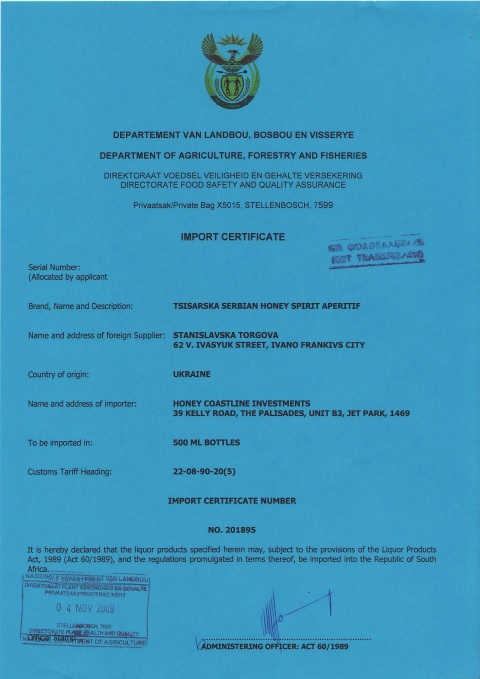 DEPARTEMENT VAN LANDBOU, BOSBOU EN VISSERYE
DEPARTMENT OF AGRICULTURE, FORESTRY AND FISHERIES
DIREKTORAAT VOEDSEL VEILIGHEID EN GEHALTE VERSEKERING
DIRECTORATE FOOD SAFETY AND QUALITY ASSURANCE
Privaatsak/Private Bag X5015, STELLENBOSCH, 7599
IMPORT CERTIFICATE
NOT TRANSFERABLE
Serial Number:
(Allocated by applicant
Brand, Name and Description: TSISARSKA SERBIAN HONEY SPIRIT APERITIF
Name and address of foreign Supplier: STANISLAVSKA TORGOVA
62 V. IVASYUK STREET, IVANO FRANKIVS CITY
Country of origin: UKRAINE
Name and address of importer: HONEY COASTLINE INVESTMENTS
39 KELLY ROAD, THE PALISADES, UNIT B3, JET PARK, 1469
To be imported in: 500 ML BOTTLES
Customs Tariff Heading: 22-08-90-20(5)
IMPORT CERTIFICATE NUMBER
NO. 201895
It is hereby declared that the liquor products specified herein may, subject to the provisions of the Liquor Products
Act, 1989 (Act 60/1989), and the regulations promulgated in terms thereof, be imported into the Republic of South
Africa.
NASIONALE DEPARTEMENT VAN LANDBOU
DIREKTORAAT PLANT GESONDHEID EN GEHALTE
PRIVAATSAK/PRIVATE BAG X5015
04 NOV 2009
STELLENBOSCH, 7599
DIRECTORATE PLANT HEALTH AND QUALITY
DEPARTMENT OF AGRICULTURE
Official Stamp
ADMINISTERING OFFICER: ACT 60/1989